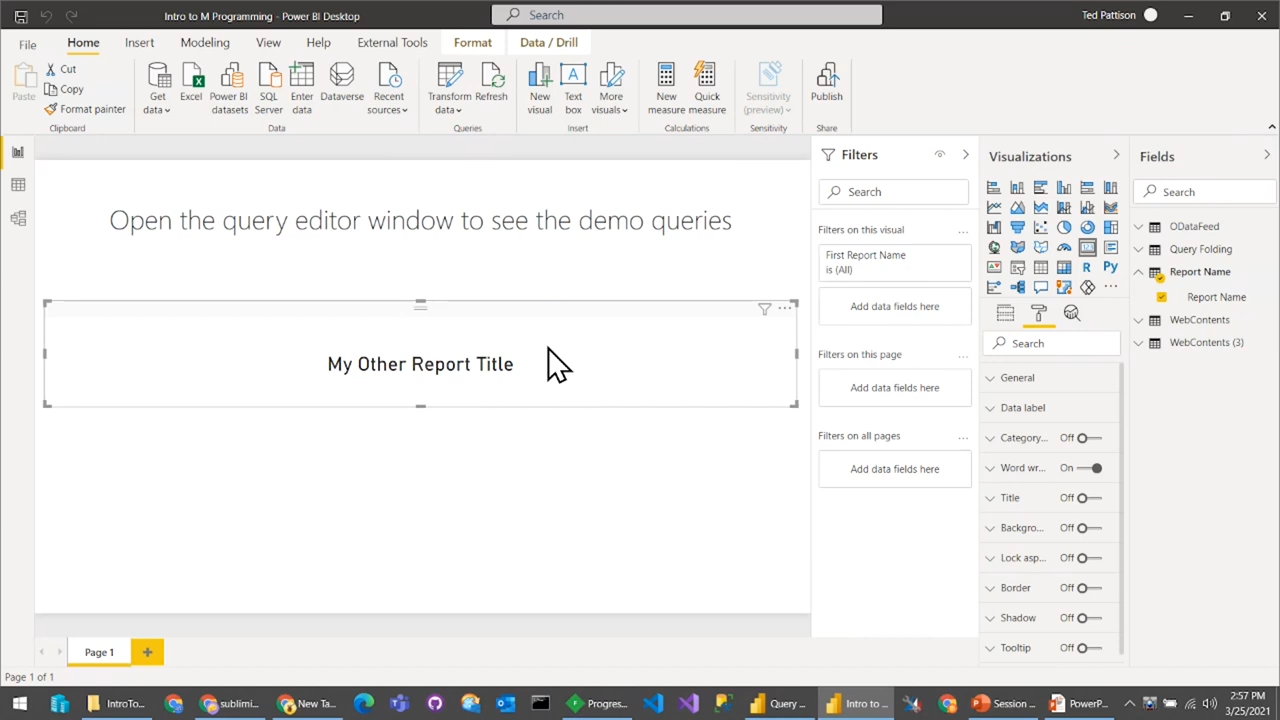 Intro to M Programming - Power BI Desktop
Search
Ted Pattison
File
Home
Insert
Modeling
View
Help
External Tools
Format
Data / Drill
Paste
Cut
Copy
Format painter
Clipboard
Get data
Excel
Power BI datasets
SQL Server
Enter data
Dataverse
Recent sources
Data
Transform data
Refresh
Queries
New visual
Text box
More visuals
Insert
New measure
Quick measure
Calculations
Sensitivity (preview)
Sensitivity
Publish
Share
Open the query editor window to see the demo queries
My Other Report Title
Filters
Search
Filters on this visual
...
First Report Name
is (All)
Add data fields here
Filters on this page
...
Add data fields here
Filters on all pages
...
Add data fields here
Visualizations
R
Py
...
Search
General
Data label
Category... Off
Word wr... On
Title Off
Backgro... Off
Lock asp... Off
Border Off
Shadow Off
Tooltip Off
Fields
Search
ODataFeed
Query Folding
Report Name
Report Name
WebContents
WebContents (3)
Page 1
Page 1 of 1
IntroTo...
sublimi...
New Ta...
Progres...
Query ...
Intro to ...
Session ...
PowerP...
2:57 PM
3/25/2021